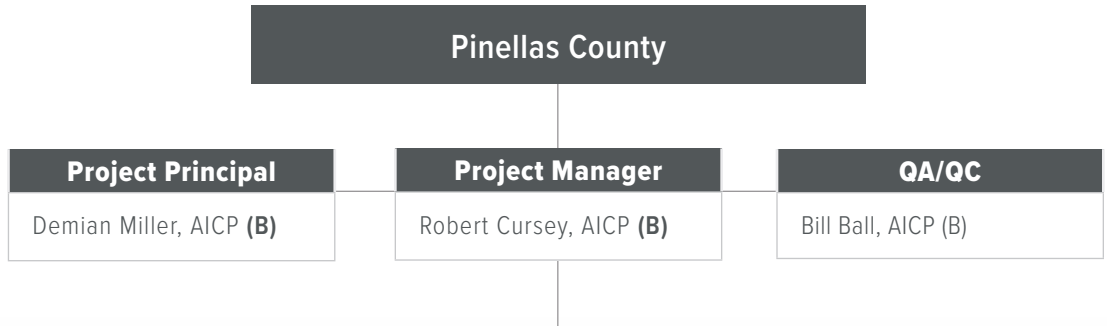 Pinellas County
Project Principal
Demian Miller, AICP (B)
Project Manager
Robert Cursey, AICP (B)
QA/QC
Bill Ball, AICP (B)